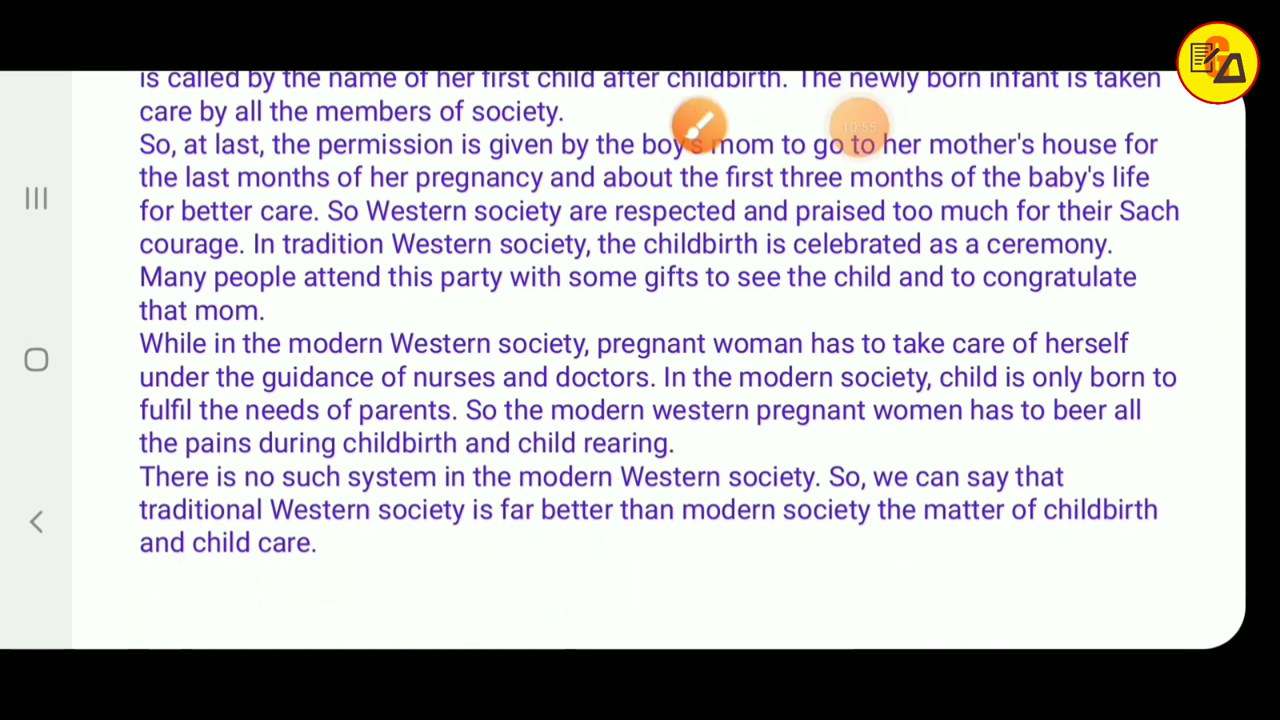 is called by the name of her first child after childbirth. The newly born infant is taken
care by all the members of society.
10:55
So, at last, the permission is given by the boy's mom to go to her mother's house for
the last months of her pregnancy and about the first three months of the baby's life
for better care. So Western society are respected and praised too much for their Sach
courage. In tradition Western society, the childbirth is celebrated as a ceremony.
Many people attend this party with some gifts to see the child and to congratulate
that mom.
While in the modern Western society, pregnant woman has to take care of herself
under the guidance of nurses and doctors. In the modern society, child is only born to
fulfil the needs of parents. So the modern western pregnant women has to beer all
the pains during childbirth and child rearing.
There is no such system in the modern Western society. So, we can say that
traditional Western society is far better than modern society the matter of childbirth
and child care.